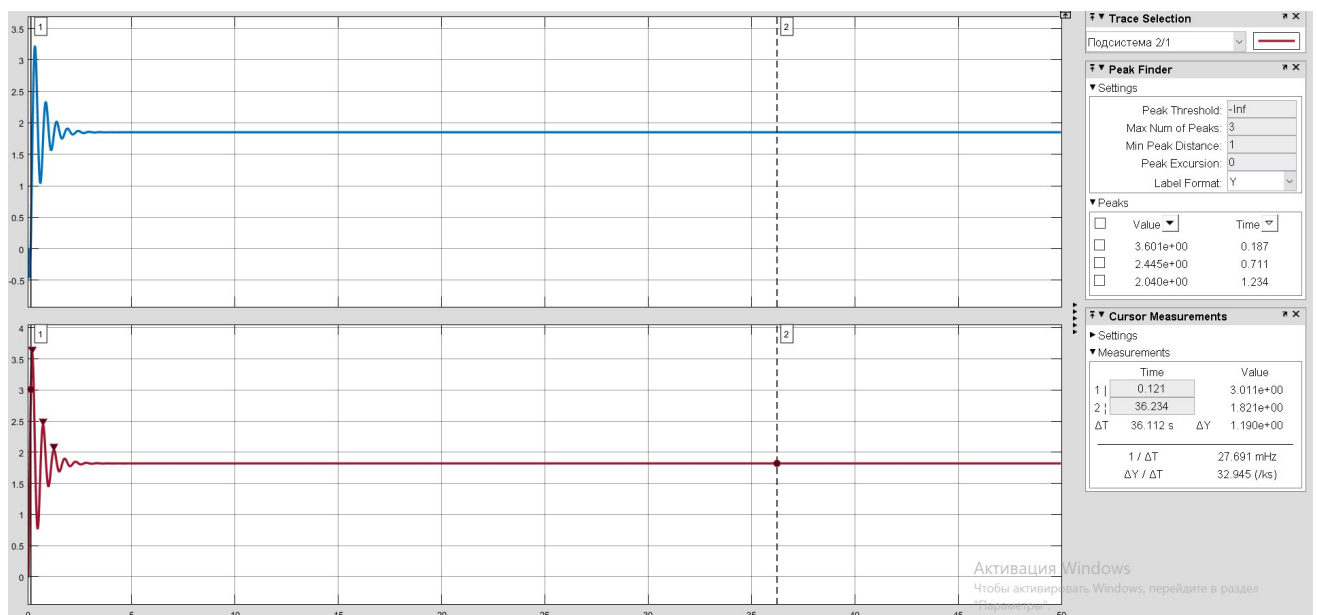 3.5
3
2.5
2
1.5
1
0.5
0
-0.5
1
2
4
3.5
3
2.5
2
1.5
1
0.5
0
1
2
0
5
10
15
20
25
30
35
40
45
50
Trace Selection
Подсистема 2/1
Peak Finder
Settings
Peak Threshold: -Inf
Max Num of Peaks: 3
Min Peak Distance: 1
Peak Excursion: 0
Label Format: Y
Peaks
Value Time
3.601e+00 0.187
2.445e+00 0.711
2.040e+00 1.234
Cursor Measurements
Settings
Measurements
Time Value
1 | 0.121 3.011e+00
2 ¦ 36.234 1.821e+00
ΔT 36.112 s ΔY 1.190e+00
1 / ΔT 27.691 mHz
ΔY / ΔT 32.945 (/ks)
Активация Windows
Чтобы активировать Windows, перейдите в раздел
"Параметры".